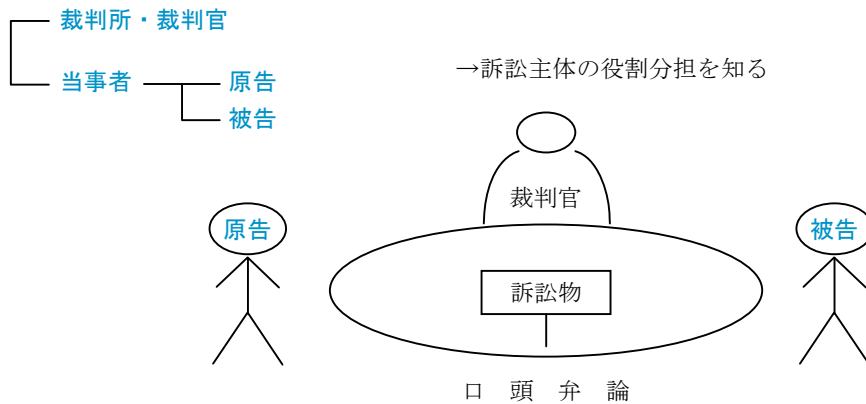 裁判所・裁判官
当事者
原告
被告
→訴訟主体の役割分担を知る
裁判官
原告
被告
訴訟物
口 頭 弁 論